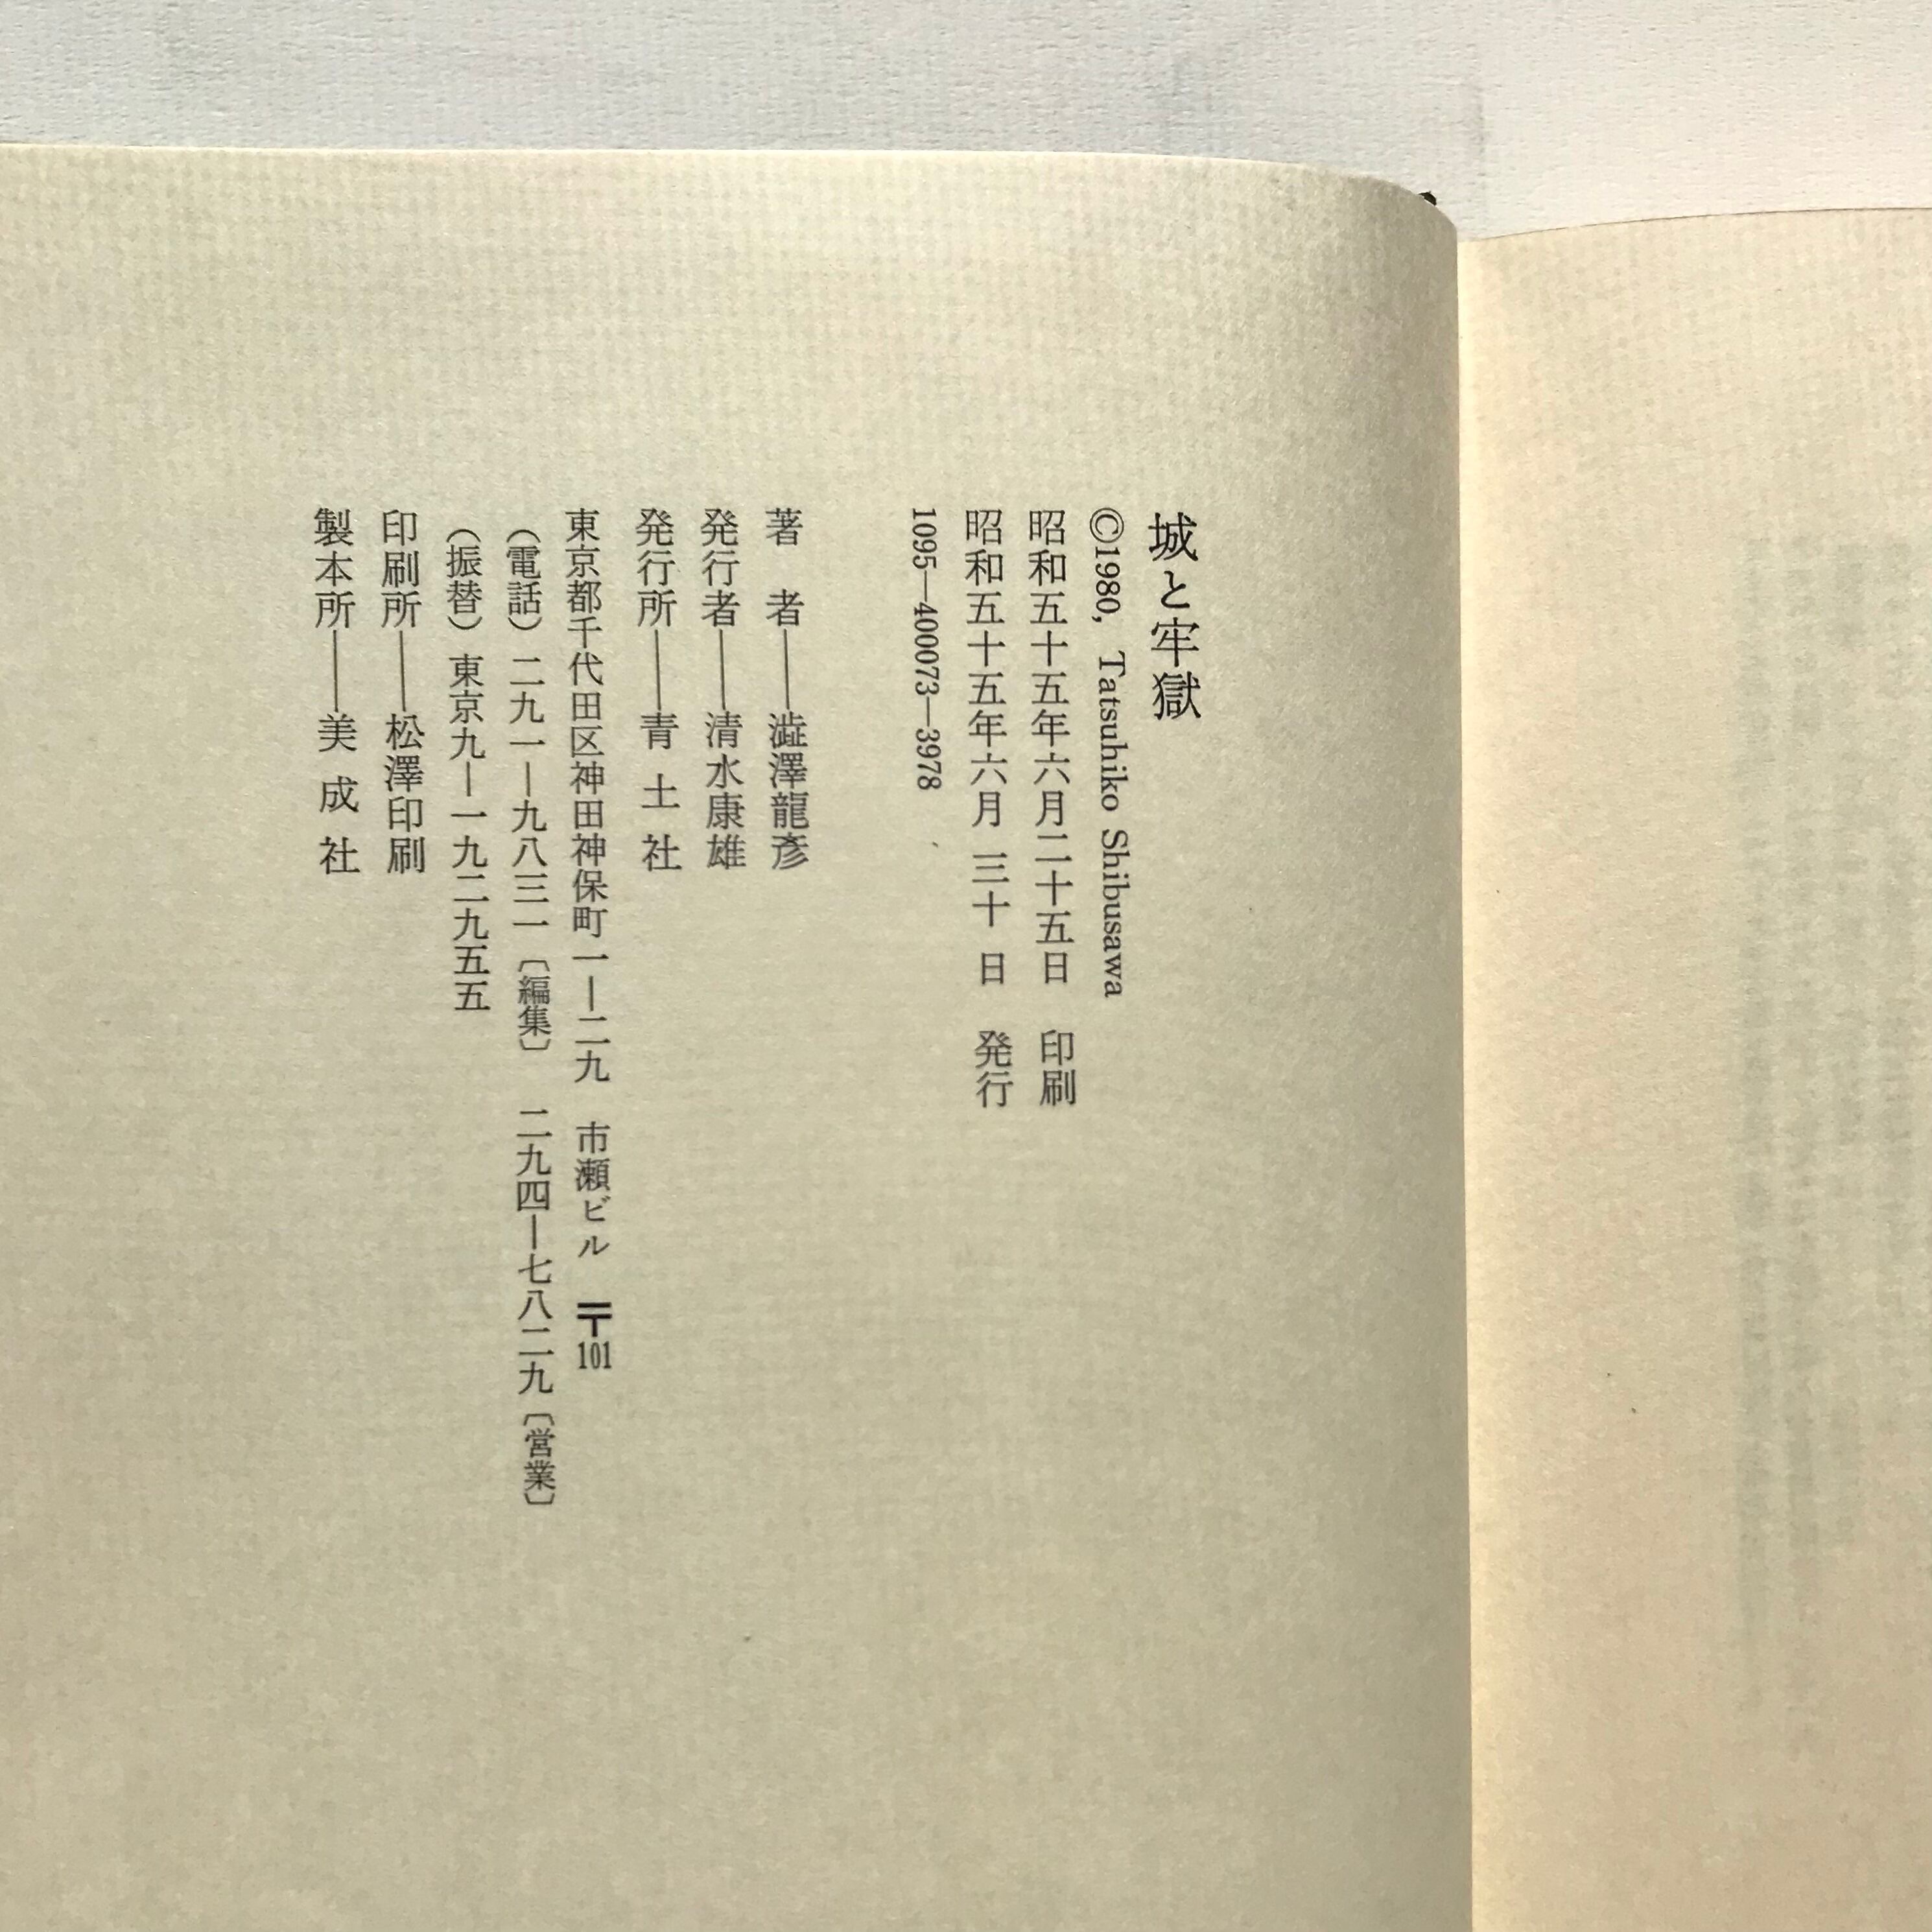 城と牢獄
©1980, Tatsuhiko Shibusawa
昭和五十五年六月二十五日　印刷
昭和五十五年六月 三十 日　発行
1095—400073—3978
著　者——澁澤龍彥
発行者——清水康雄
発行所——青土社
東京都千代田区神田神保町一—二九　市瀬ビル　〒101
（電話）二九一—九八三一〔編集〕　二九四—七八二九〔営業〕
（振替）東京九—一九二九五五
印刷所——松澤印刷
製本所——美成社